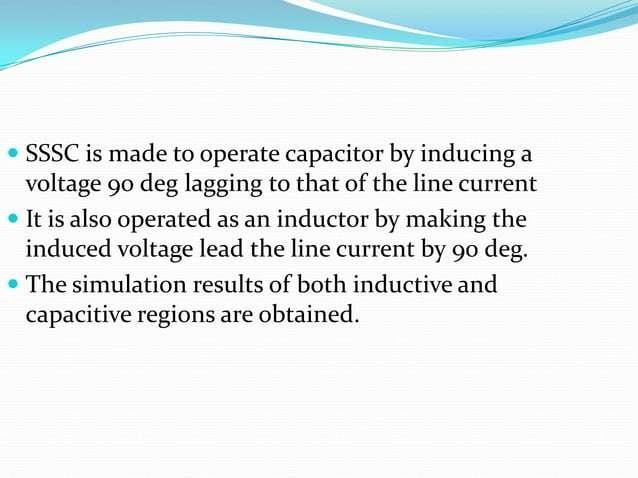 • SSSC is made to operate capacitor by inducing a
voltage 90 deg lagging to that of the line current
• It is also operated as an inductor by making the
induced voltage lead the line current by 90 deg.
• The simulation results of both inductive and
capacitive regions are obtained.